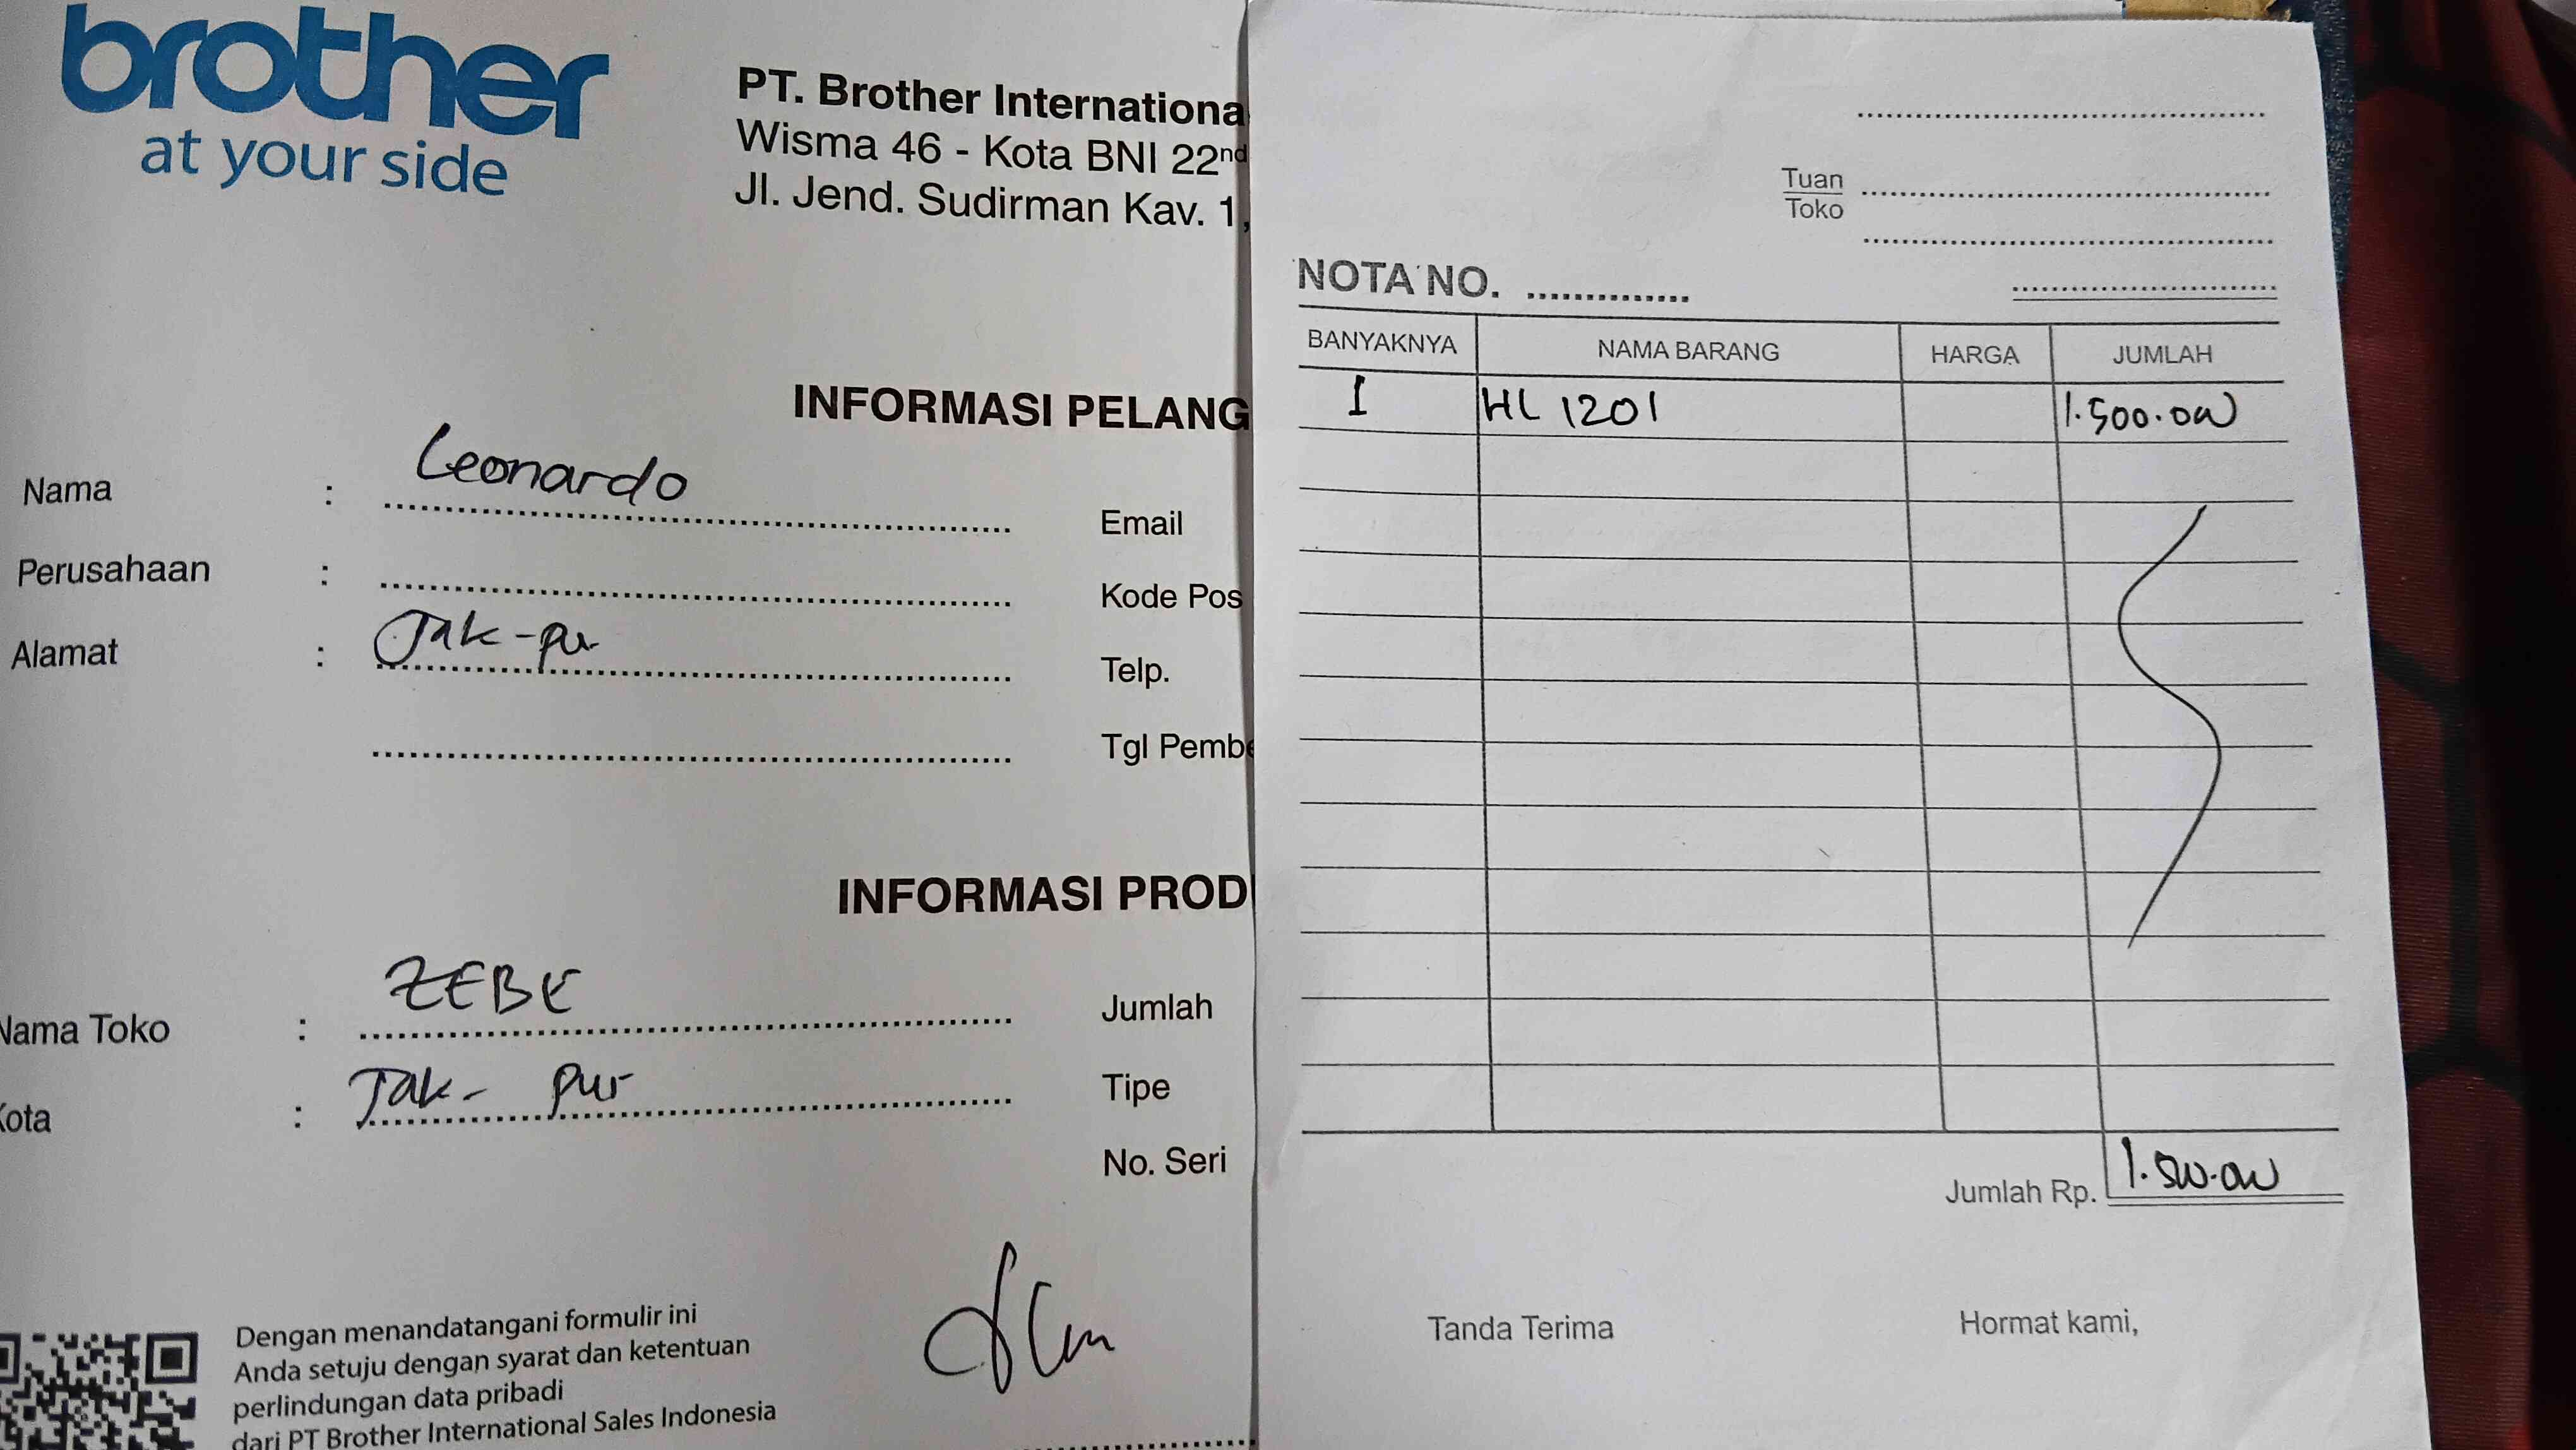 brother
at your side
PT. Brother Internationa
Wisma 46 - Kota BNI 22nd
Jl. Jend. Sudirman Kav. 1,
INFORMASI PELANG
Nama : Leonardo
Email
Perusahaan :
Kode Pos
Alamat : Jak-pu
Telp.
Tgl Pembe
INFORMASI PROD
Nama Toko : ZEBE
Jumlah
Kota : Jak- pur
Tipe
No. Seri
Dengan menandatangani formulir ini
Anda setuju dengan syarat dan ketentuan
perlindungan data pribadi
dari PT Brother International Sales Indonesia
Tuan
Toko
NOTA NO.
BANYAKNYA NAMA BARANG HARGA JUMLAH
1 HL 1201 1.500.000
Jumlah Rp. 1.500.000
Tanda Terima Hormat kami,